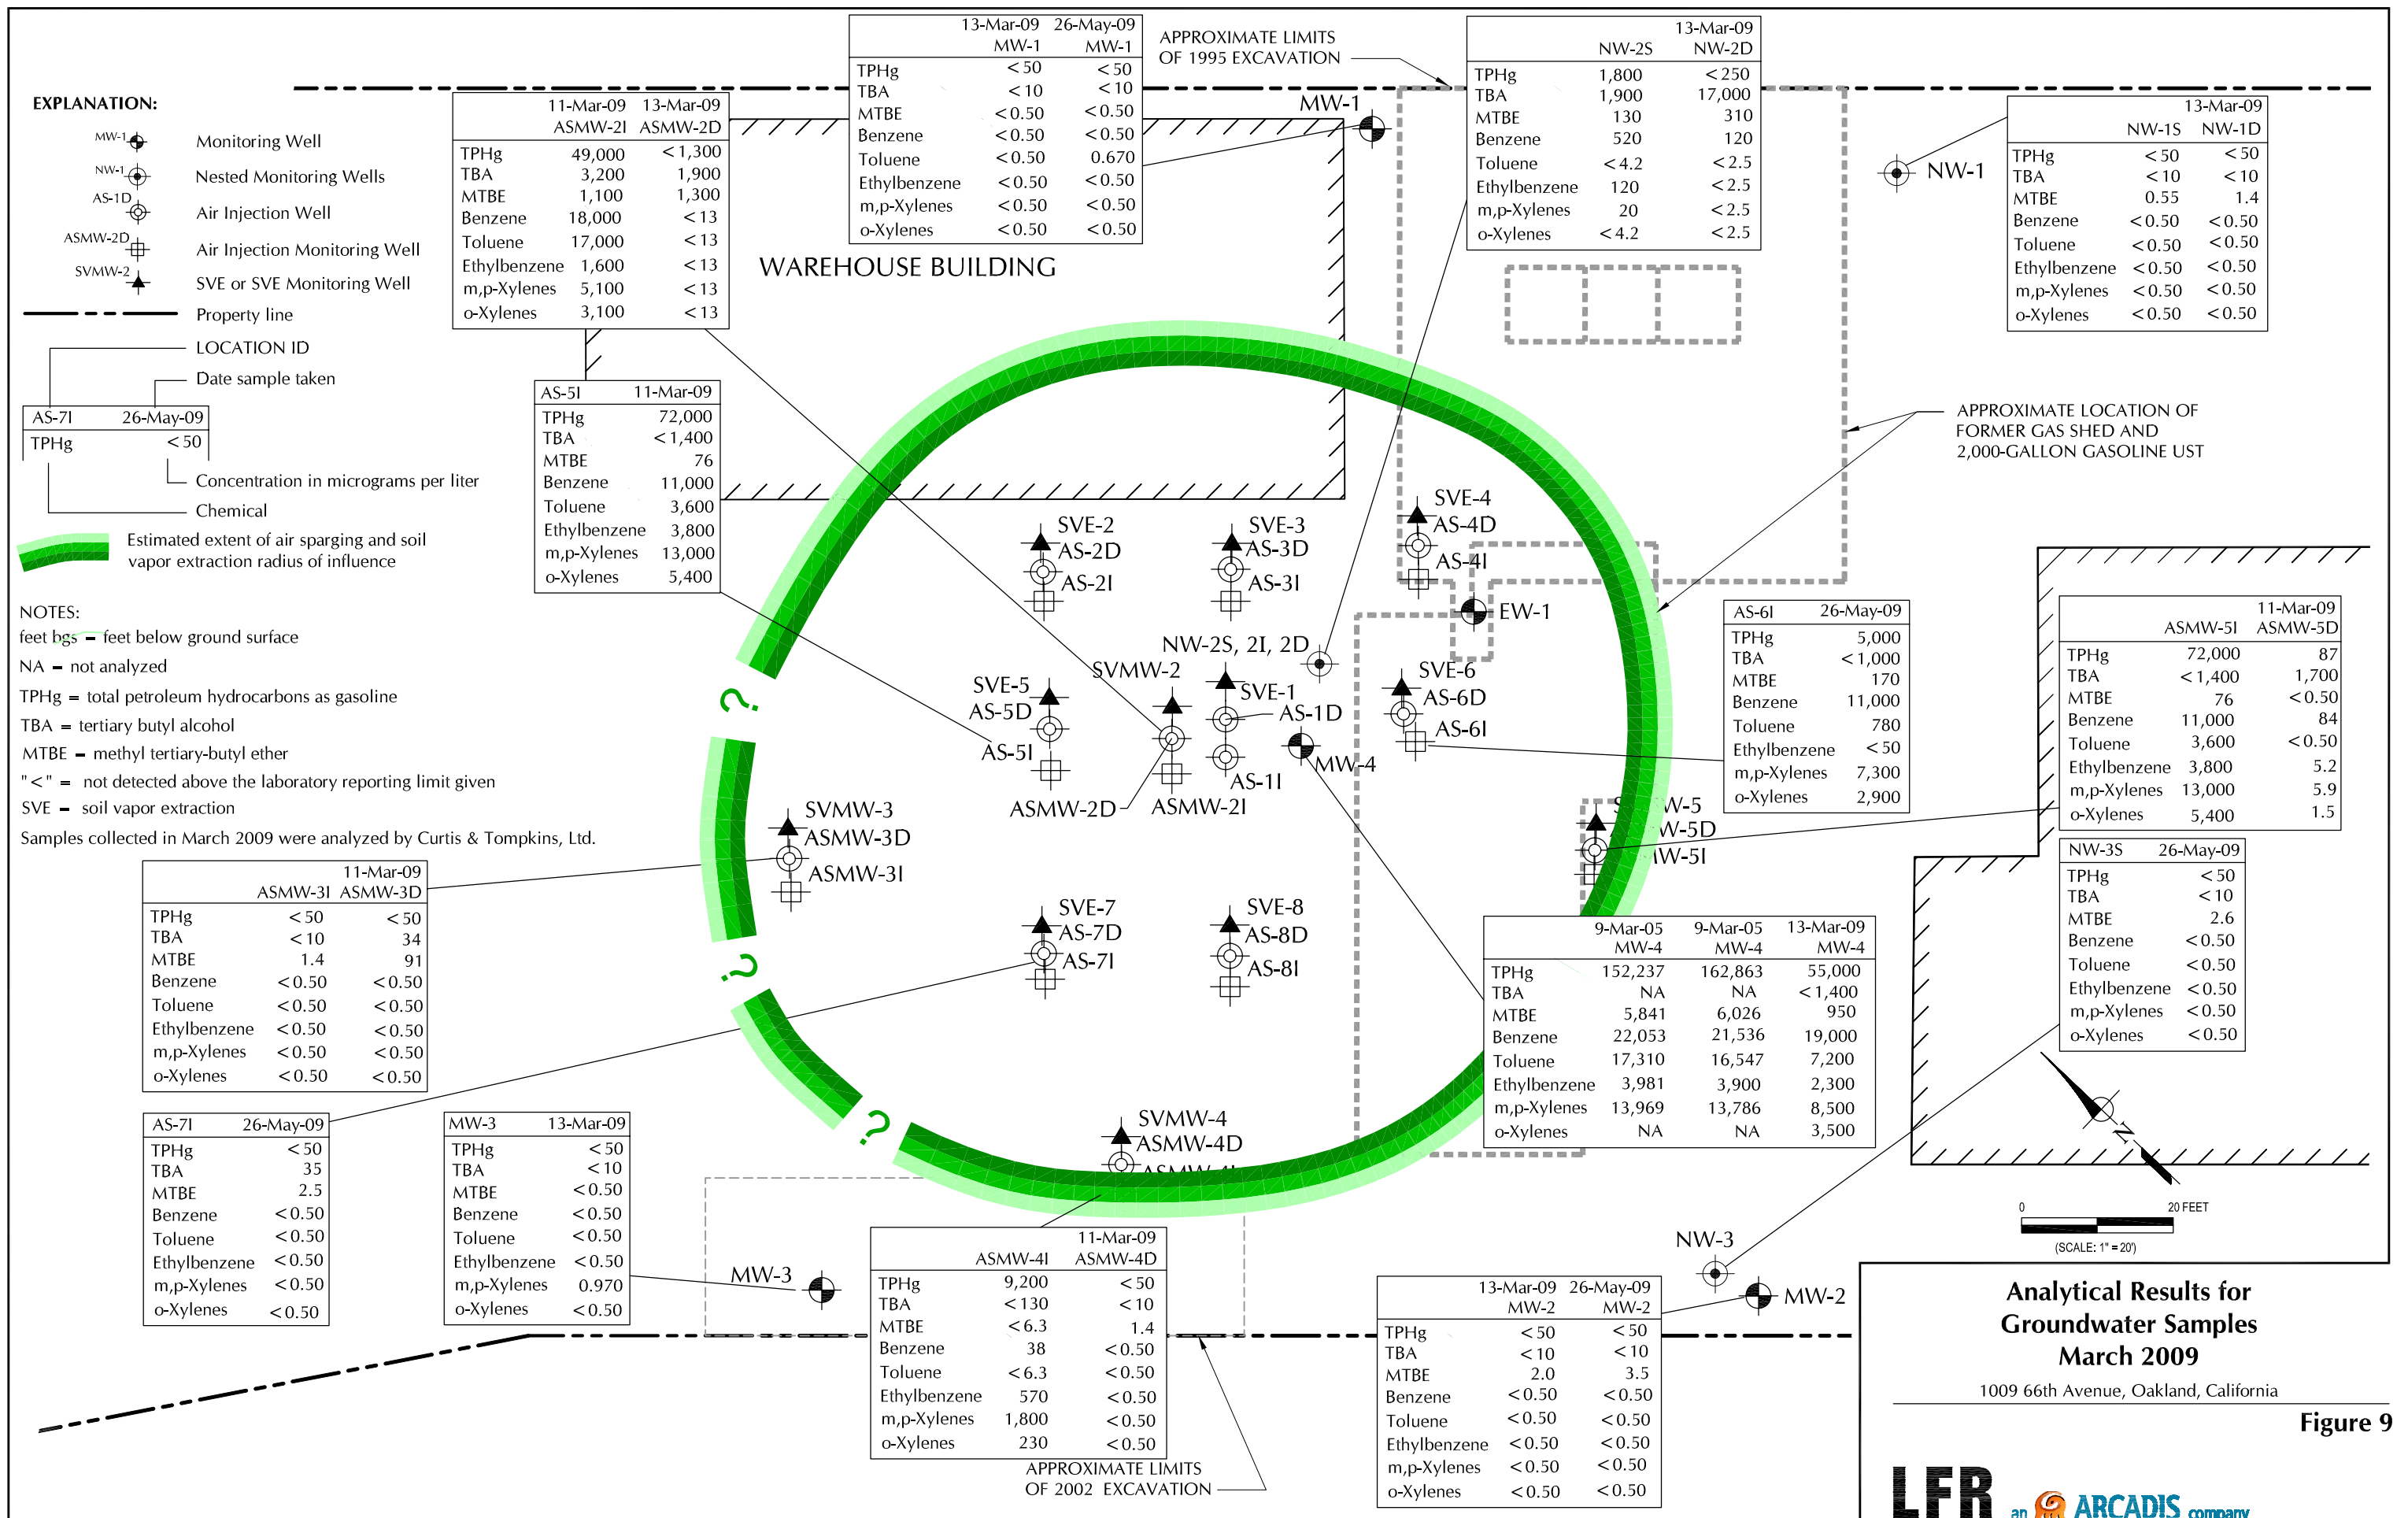 EXPLANATION:
MW-1 Monitoring Well
NW-1 Nested Monitoring Wells
AS-1D Air Injection Well
ASMW-2D Air Injection Monitoring Well
SVMW-2 SVE or SVE Monitoring Well
Property line
LOCATION ID
Date sample taken
AS-7I 26-May-09
TPHg <50
Concentration in micrograms per liter
Chemical
Estimated extent of air sparging and soil
vapor extraction radius of influence
NOTES:
feet bgs = feet below ground surface
NA = not analyzed
TPHg = total petroleum hydrocarbons as gasoline
TBA = tertiary butyl alcohol
MTBE = methyl tertiary-butyl ether
"<" = not detected above the laboratory reporting limit given
SVE = soil vapor extraction
Samples collected in March 2009 were analyzed by Curtis & Tompkins, Ltd.
11-Mar-09 13-Mar-09
ASMW-2I ASMW-2D
TPHg 49,000 <1,300
TBA 3,200 1,900
MTBE 1,100 1,300
Benzene 18,000 <13
Toluene 17,000 <13
Ethylbenzene 1,600 <13
m,p-Xylenes 5,100 <13
o-Xylenes 3,100 <13
13-Mar-09 26-May-09
MW-1 MW-1
TPHg <50 <50
TBA <10 <10
MTBE <0.50 <0.50
Benzene <0.50 <0.50
Toluene <0.50 0.670
Ethylbenzene <0.50 <0.50
m,p-Xylenes <0.50 <0.50
o-Xylenes <0.50 <0.50
APPROXIMATE LIMITS
OF 1995 EXCAVATION
MW-1
13-Mar-09
NW-2S NW-2D
TPHg 1,800 <250
TBA 1,900 17,000
MTBE 130 310
Benzene 520 120
Toluene <4.2 <2.5
Ethylbenzene 120 <2.5
m,p-Xylenes 20 <2.5
o-Xylenes <4.2 <2.5
NW-1
13-Mar-09
NW-1S NW-1D
TPHg <50 <50
TBA <10 <10
MTBE 0.55 1.4
Benzene <0.50 <0.50
Toluene <0.50 <0.50
Ethylbenzene <0.50 <0.50
m,p-Xylenes <0.50 <0.50
o-Xylenes <0.50 <0.50
WAREHOUSE BUILDING
AS-5I 11-Mar-09
TPHg 72,000
TBA <1,400
MTBE 76
Benzene 11,000
Toluene 3,600
Ethylbenzene 3,800
m,p-Xylenes 13,000
o-Xylenes 5,400
APPROXIMATE LOCATION OF
FORMER GAS SHED AND
2,000-GALLON GASOLINE UST
SVE-2
AS-2D
AS-2I
SVE-3
AS-3D
AS-3I
SVE-4
AS-4D
AS-4I
EW-1
NW-2S, 2I, 2D
SVE-5
AS-5D
AS-5I
SVMW-2
ASMW-2D
ASMW-2I
SVE-1
AS-1D
AS-1I
MW-4
SVE-6
AS-6D
AS-6I
?
?
?
AS-6I 26-May-09
TPHg 5,000
TBA <1,000
MTBE 170
Benzene 11,000
Toluene 780
Ethylbenzene <50
m,p-Xylenes 7,300
o-Xylenes 2,900
11-Mar-09
ASMW-5I ASMW-5D
TPHg 72,000 87
TBA <1,400 1,700
MTBE 76 <0.50
Benzene 11,000 84
Toluene 3,600 <0.50
Ethylbenzene 3,800 5.2
m,p-Xylenes 13,000 5.9
o-Xylenes 5,400 1.5
SVMW-3
ASMW-3D
ASMW-3I
SVE-7
AS-7D
AS-7I
SVE-8
AS-8D
AS-8I
11-Mar-09
ASMW-3I ASMW-3D
TPHg <50 <50
TBA <10 34
MTBE 1.4 91
Benzene <0.50 <0.50
Toluene <0.50 <0.50
Ethylbenzene <0.50 <0.50
m,p-Xylenes <0.50 <0.50
o-Xylenes <0.50 <0.50
9-Mar-05 9-Mar-05 13-Mar-09
MW-4 MW-4 MW-4
TPHg 152,237 162,863 55,000
TBA NA NA <1,400
MTBE 5,841 6,026 950
Benzene 22,053 21,536 19,000
Toluene 17,310 16,547 7,200
Ethylbenzene 3,981 3,900 2,300
m,p-Xylenes 13,969 13,786 8,500
o-Xylenes NA NA 3,500
NW-3S 26-May-09
TPHg <50
TBA <10
MTBE 2.6
Benzene <0.50
Toluene <0.50
Ethylbenzene <0.50
m,p-Xylenes <0.50
o-Xylenes <0.50
AS-7I 26-May-09
TPHg <50
TBA 35
MTBE 2.5
Benzene <0.50
Toluene <0.50
Ethylbenzene <0.50
m,p-Xylenes <0.50
o-Xylenes <0.50
MW-3 13-Mar-09
TPHg <50
TBA <10
MTBE <0.50
Benzene <0.50
Toluene <0.50
Ethylbenzene <0.50
m,p-Xylenes 0.970
o-Xylenes <0.50
SVMW-4
ASMW-4D
MW-3
11-Mar-09
ASMW-4I ASMW-4D
TPHg 9,200 <50
TBA <130 <10
MTBE <6.3 1.4
Benzene 38 <0.50
Toluene <6.3 <0.50
Ethylbenzene 570 <0.50
m,p-Xylenes 1,800 <0.50
o-Xylenes 230 <0.50
APPROXIMATE LIMITS
OF 2002 EXCAVATION
13-Mar-09 26-May-09
MW-2 MW-2
TPHg <50 <50
TBA <10 <10
MTBE 2.0 3.5
Benzene <0.50 <0.50
Toluene <0.50 <0.50
Ethylbenzene <0.50 <0.50
m,p-Xylenes <0.50 <0.50
o-Xylenes <0.50 <0.50
NW-3
MW-2
N
0 20 FEET
(SCALE: 1" = 20')
Analytical Results for
Groundwater Samples
March 2009
1009 66th Avenue, Oakland, California
Figure 9
LFR an ARCADIS company